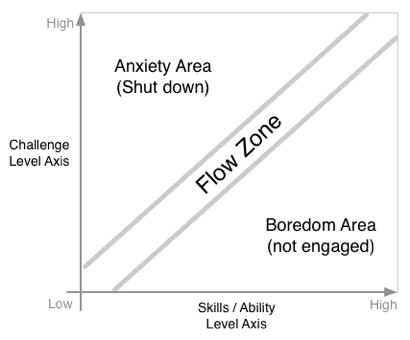 High
Anxiety Area
(Shut down)
Challenge
Level Axis
Flow Zone
Boredom Area
(not engaged)
Low
Skills / Ability
Level Axis
High